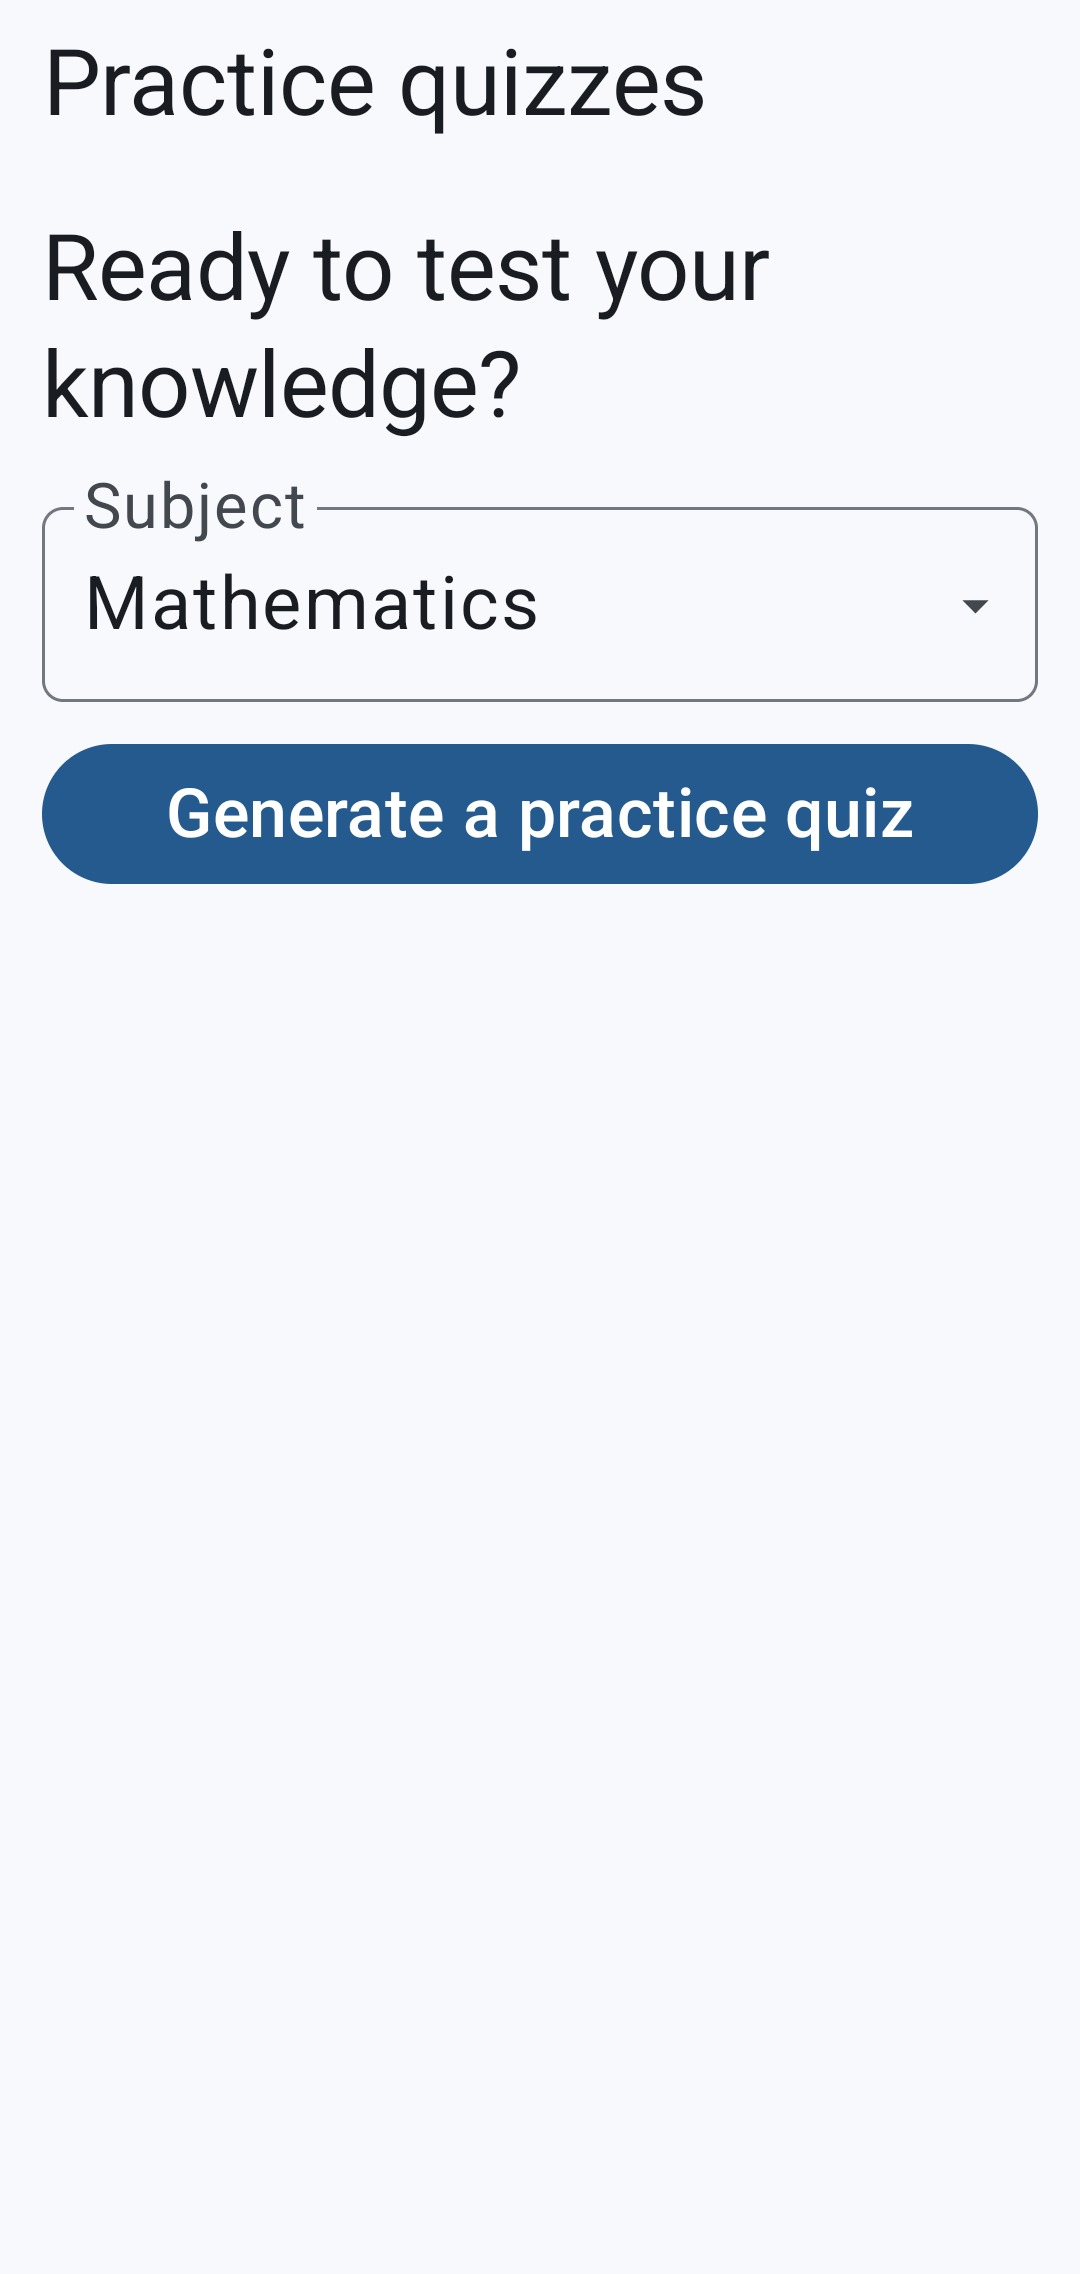 Practice quizzes
Ready to test your
knowledge?
Subject
Mathematics
Generate a practice quiz